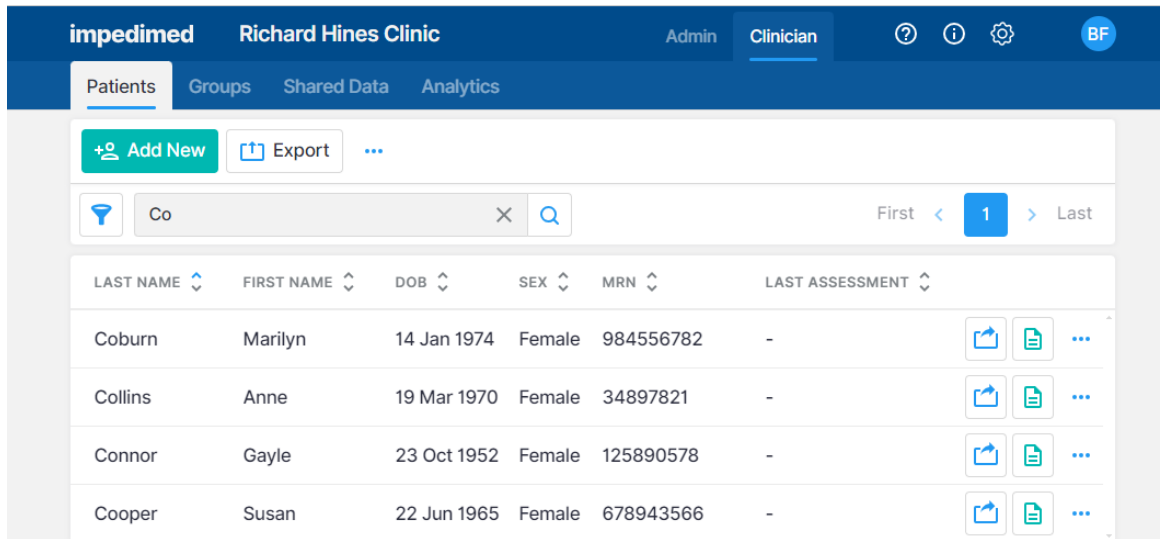 impedimed Richard Hines Clinic Admin Clinician BF
Patients Groups Shared Data Analytics
Add New Export
Co First 1 Last
LAST NAME FIRST NAME DOB SEX MRN LAST ASSESSMENT
Coburn Marilyn 14 Jan 1974 Female 984556782 -
Collins Anne 19 Mar 1970 Female 34897821 -
Connor Gayle 23 Oct 1952 Female 125890578 -
Cooper Susan 22 Jun 1965 Female 678943566 -